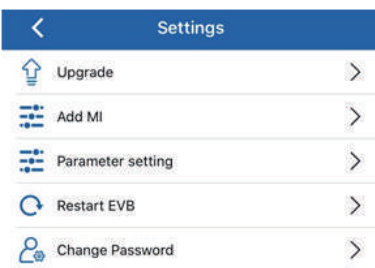 Settings
Upgrade
Add MI
Parameter setting
Restart EVB
Change Password